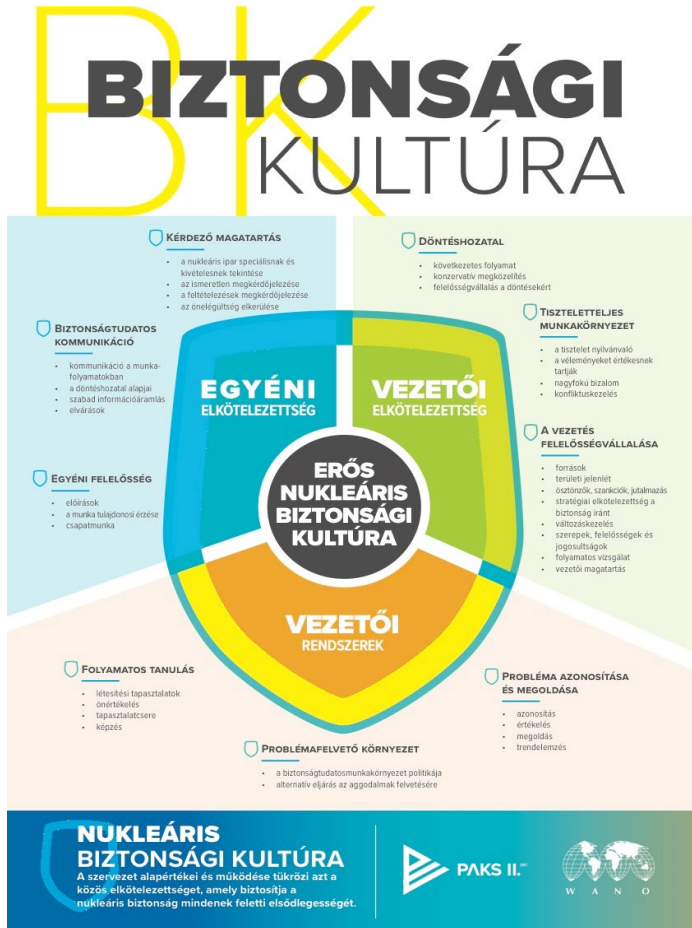 BK
BIZTONSÁGI
KULTÚRA
KÉRDEZŐ MAGATARTÁS
• a nukleáris ipar speciálisnak és
kivételesnek tekintése
• az ismeretlen megkérdőjelezése
• a feltételezések megkérdőjelezése
• az önelégültség elkerülése
BIZTONSÁGTUDATOS
KOMMUNIKÁCIÓ
• kommunikáció a munka-
folyamatokban
• a döntéshozatal alapjai
• szabad információáramlás
• elvárások
EGYÉNI FELELŐSSÉG
• előírások
• a munka tulajdonosi érzése
• csapatmunka
DÖNTÉSHOZATAL
• következetes folyamat
• konzervatív megközelítés
• felelősségvállalás a döntésekért
TISZTELETTELJES
MUNKAKÖRNYEZET
• a tisztelet nyilvánvaló
• a véleményeket értékesnek
tartják
• nagyfokú bizalom
• konfliktuskezelés
A VEZETÉS
FELELŐSSÉGVÁLLALÁSA
• források
• területi jelenlét
• ösztönzők, szankciók, jutalmazás
• stratégiai elkötelezettség a
biztonság iránt
• változáskezelés
• szerepek, felelősségek és
jogosultságok
• folyamatos vizsgálat
• vezetői magatartás
EGYÉNI
ELKÖTELEZETTSÉG
VEZETŐI
ELKÖTELEZETTSÉG
ERŐS
NUKLEÁRIS
BIZTONSÁGI
KULTÚRA
VEZETŐI
RENDSZEREK
FOLYAMATOS TANULÁS
• létesítési tapasztalatok
• önértékelés
• tapasztalatcsere
• képzés
PROBLÉMAFELVETŐ KÖRNYEZET
• a biztonságtudatosmunkakörnyezet politikája
• alternatív eljárás az aggodalmak felvetésére
PROBLÉMA AZONOSÍTÁSA
ÉS MEGOLDÁSA
• azonosítás
• értékelés
• megoldás
• trendelemzés
NUKLEÁRIS
BIZTONSÁGI KULTÚRA
A szervezet alapértékei és működése tükrözi azt a
közös elkötelezettséget, amely biztosítja a
nukleáris biztonság mindenek feletti elsődlegességét.
PAKS II.
WANO